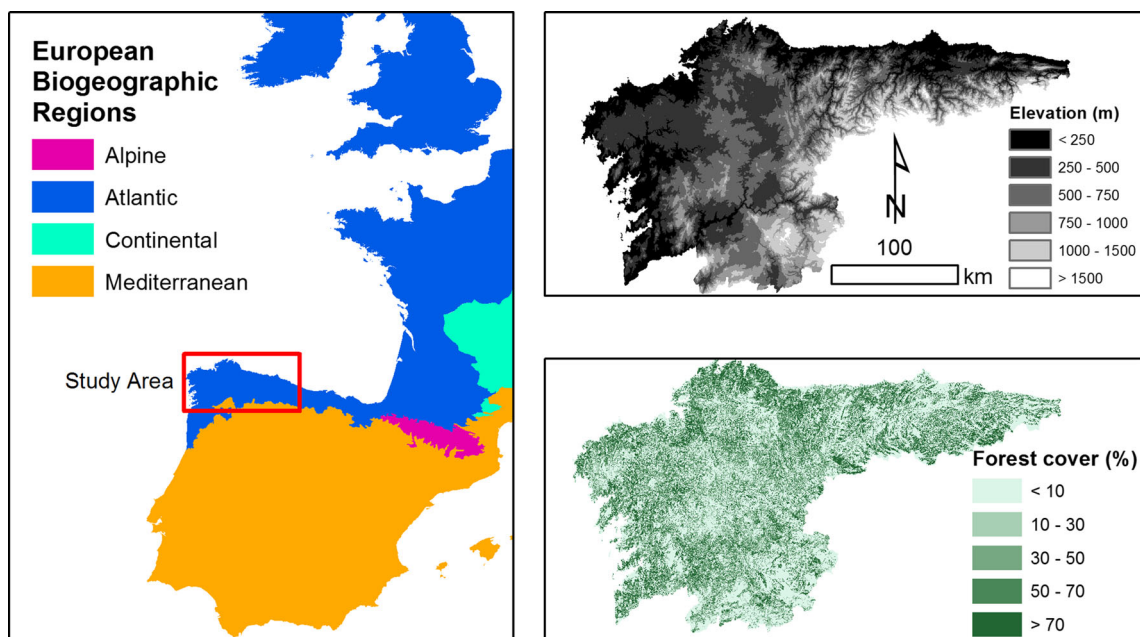 European
Biogeographic
Regions
Alpine
Atlantic
Continental
Mediterranean
Study Area
Elevation (m)
< 250
250 - 500
500 - 750
750 - 1000
1000 - 1500
> 1500
N
100
km
Forest cover (%)
< 10
10 - 30
30 - 50
50 - 70
> 70